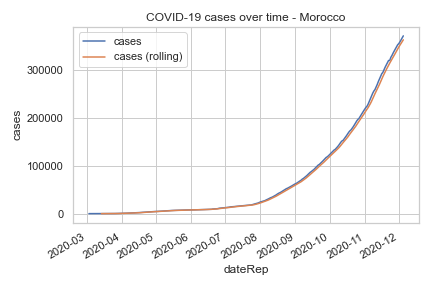 COVID-19 cases over time - Morocco
cases
cases (rolling)
300000
200000
100000
0
cases
2020-03
2020-04
2020-05
2020-06
2020-07
2020-08
2020-09
2020-10
2020-11
2020-12
dateRep